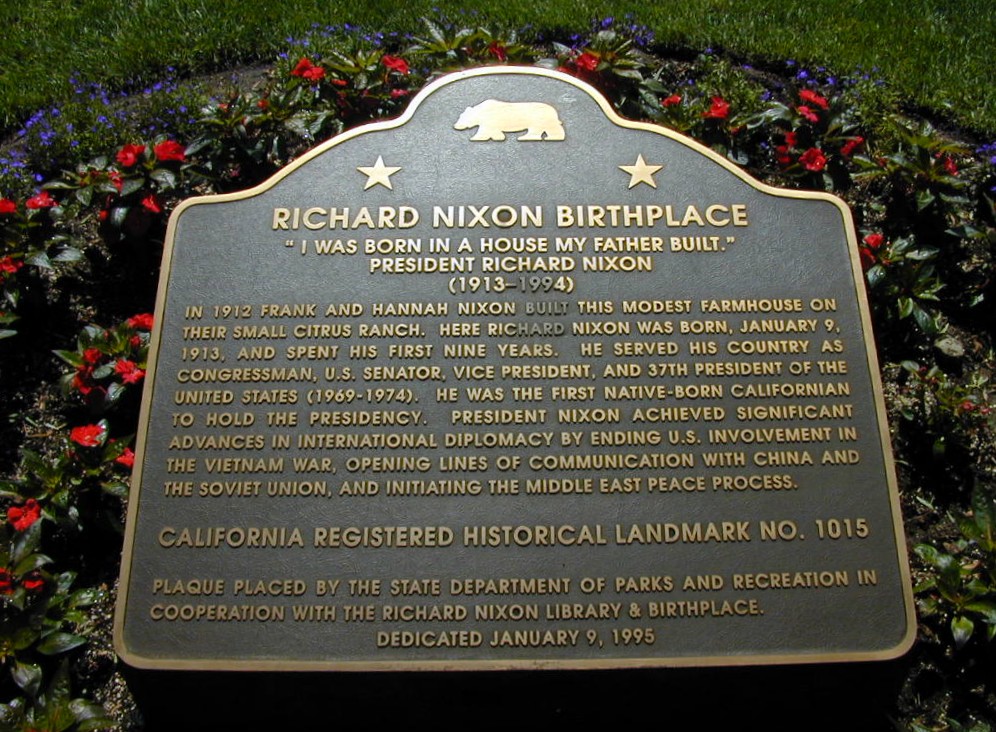 RICHARD NIXON BIRTHPLACE
“ I WAS BORN IN A HOUSE MY FATHER BUILT.”
PRESIDENT RICHARD NIXON
(1913–1994)
IN 1912 FRANK AND HANNAH NIXON BUILT THIS MODEST FARMHOUSE ON
THEIR SMALL CITRUS RANCH. HERE RICHARD NIXON WAS BORN, JANUARY 9,
1913, AND SPENT HIS FIRST NINE YEARS. HE SERVED HIS COUNTRY AS
CONGRESSMAN, U.S. SENATOR, VICE PRESIDENT, AND 37TH PRESIDENT OF THE
UNITED STATES (1969-1974). HE WAS THE FIRST NATIVE-BORN CALIFORNIAN
TO HOLD THE PRESIDENCY. PRESIDENT NIXON ACHIEVED SIGNIFICANT
ADVANCES IN INTERNATIONAL DIPLOMACY BY ENDING U.S. INVOLVEMENT IN
THE VIETNAM WAR, OPENING LINES OF COMMUNICATION WITH CHINA AND
THE SOVIET UNION, AND INITIATING THE MIDDLE EAST PEACE PROCESS.
CALIFORNIA REGISTERED HISTORICAL LANDMARK NO. 1015
PLAQUE PLACED BY THE STATE DEPARTMENT OF PARKS AND RECREATION IN
COOPERATION WITH THE RICHARD NIXON LIBRARY & BIRTHPLACE.
DEDICATED JANUARY 9, 1995